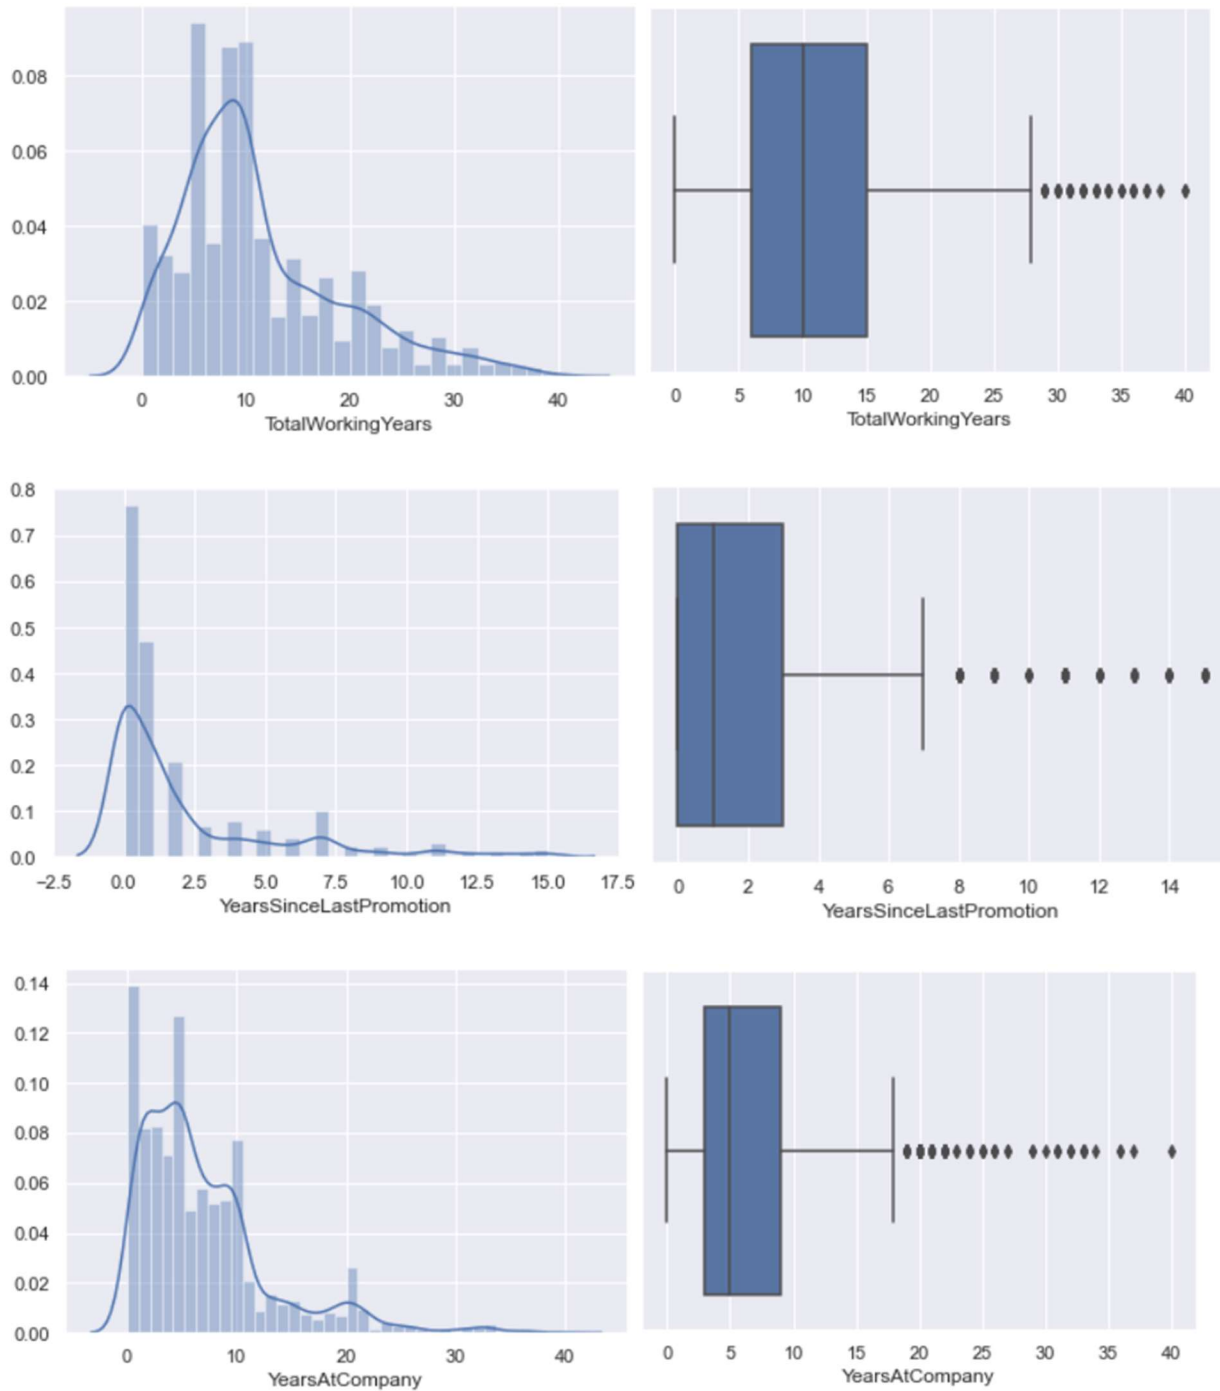 0.08
0.06
0.04
0.02
0.00
0 10 20 30 40
TotalWorkingYears
0 5 10 15 20 25 30 35 40
TotalWorkingYears
0.8
0.7
0.6
0.5
0.4
0.3
0.2
0.1
0.0
−2.5 0.0 2.5 5.0 7.5 10.0 12.5 15.0 17.5
YearsSinceLastPromotion
0 2 4 6 8 10 12 14
YearsSinceLastPromotion
0.14
0.12
0.10
0.08
0.06
0.04
0.02
0.00
0 10 20 30 40
YearsAtCompany
0 5 10 15 20 25 30 35 40
YearsAtCompany